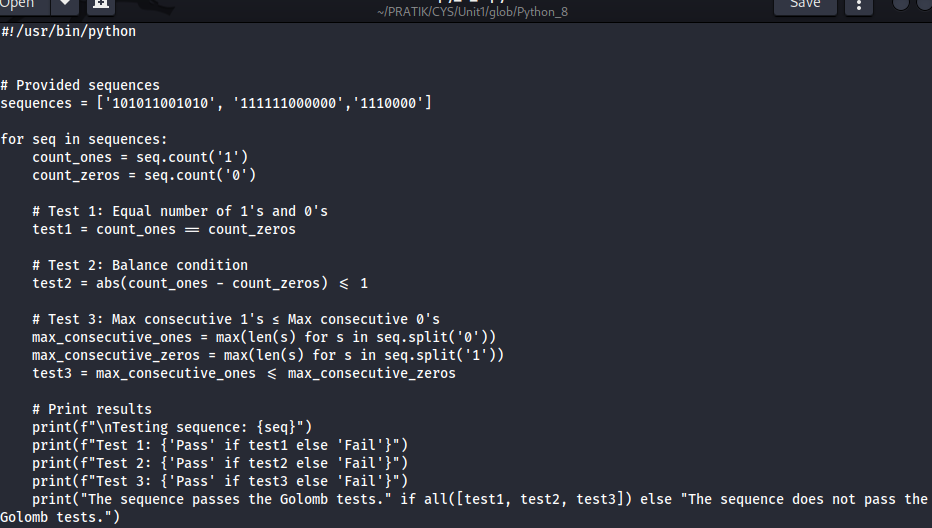 Open
Save
~/PRATIK/CYS/Unit1/glob/Python_8
#!/usr/bin/python
# Provided sequences
sequences = ['101011001010', '111111000000','1110000']
for seq in sequences:
    count_ones = seq.count('1')
    count_zeros = seq.count('0')
    # Test 1: Equal number of 1's and 0's
    test1 = count_ones == count_zeros
    # Test 2: Balance condition
    test2 = abs(count_ones - count_zeros) <= 1
    # Test 3: Max consecutive 1's ≤ Max consecutive 0's
    max_consecutive_ones = max(len(s) for s in seq.split('0'))
    max_consecutive_zeros = max(len(s) for s in seq.split('1'))
    test3 = max_consecutive_ones <= max_consecutive_zeros
    # Print results
    print(f"\nTesting sequence: {seq}")
    print(f"Test 1: {'Pass' if test1 else 'Fail'}")
    print(f"Test 2: {'Pass' if test2 else 'Fail'}")
    print(f"Test 3: {'Pass' if test3 else 'Fail'}")
    print("The sequence passes the Golomb tests." if all([test1, test2, test3]) else "The sequence does not pass the
Golomb tests.")